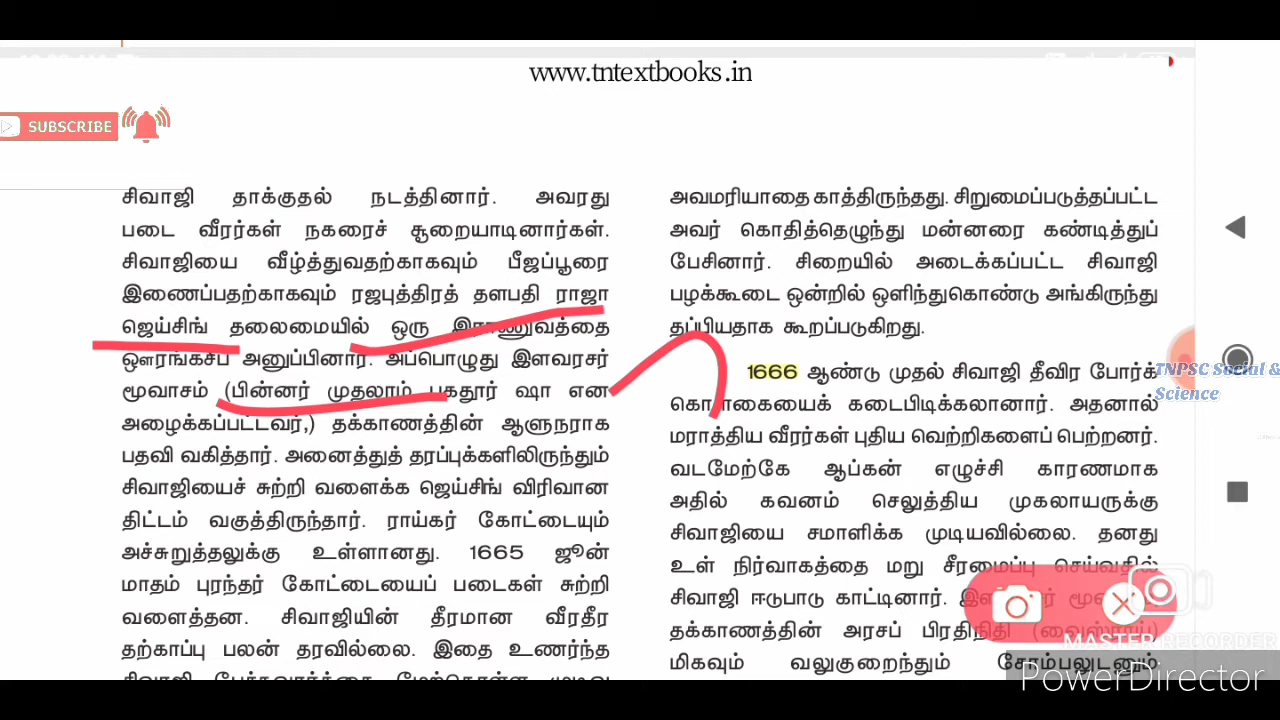 www.tntextbooks.in
SUBSCRIBE
சிவாஜி தாக்குதல் நடத்தினார். அவரது
படை வீரர்கள் நகரைச் சூறையாடினார்கள்.
சிவாஜியை வீழ்த்துவதற்காகவும் பீஜப்பூரை
இணைப்பதற்காகவும் ரஜபுத்திரத் தளபதி ராஜா
ஜெய்சிங் தலைமையில் ஒரு இராணுவத்தை
ஔரங்கசீப் அனுப்பினார். அப்பொழுது இளவரசர்
மூவாசம் (பின்னர் முதலாம் பகதூர் ஷா என
அழைக்கப்பட்டவர்,) தக்காணத்தின் ஆளுநராக
பதவி வகித்தார். அனைத்துத் தரப்புக்களிலிருந்தும்
சிவாஜியைச் சுற்றி வளைக்க ஜெய்சிங் விரிவான
திட்டம் வகுத்திருந்தார். ராய்கர் கோட்டையும்
அச்சுறுத்தலுக்கு உள்ளானது. 1665 ஜூன்
மாதம் புரந்தர் கோட்டையைப் படைகள் சுற்றி
வளைத்தன. சிவாஜியின் தீரமான வீரதீர
தற்காப்பு பலன் தரவில்லை. இதை உணர்ந்த
அவமரியாதை காத்திருந்தது. சிறுமைப்படுத்தப்பட்ட
அவர் கொதித்தெழுந்து மன்னரை கண்டித்துப்
பேசினார். சிறையில் அடைக்கப்பட்ட சிவாஜி
பழக்கூடை ஒன்றில் ஒளிந்துகொண்டு அங்கிருந்து
தப்பியதாக கூறப்படுகிறது.
1666 ஆண்டு முதல் சிவாஜி தீவிர போர்க்
கொள்கையைக் கடைபிடிக்கலானார். அதனால்
மராத்திய வீரர்கள் புதிய வெற்றிகளைப் பெற்றனர்.
வடமேற்கே ஆப்கன் எழுச்சி காரணமாக
அதில் கவனம் செலுத்திய முகலாயருக்கு
சிவாஜியை சமாளிக்க முடியவில்லை. தனது
உள் நிர்வாகத்தை மறு சீரமைப்பு செய்வதில்
சிவாஜி ஈடுபாடு காட்டினார்.
தக்காணத்தின் அரசப் பிரதிநிதி (வைஸ்ராய்)
மிகவும் வலுகுறைந்தும் சோம்பலுடனும்
TNPSC Social &
Science
MASTER RECORDER
PowerDirector